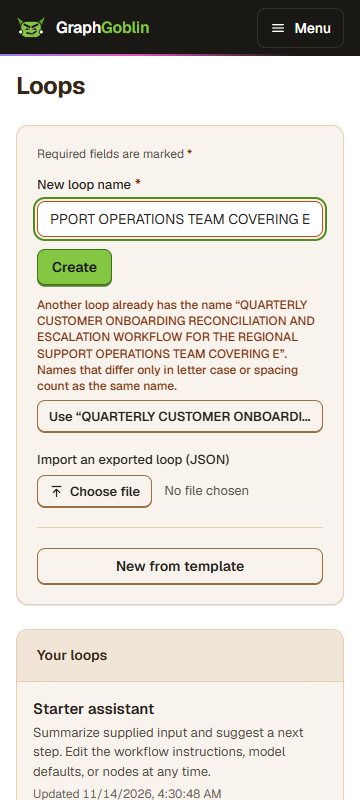 GraphGoblin
Menu
Loops
Required fields are marked *
New loop name *
PPORT OPERATIONS TEAM COVERING E
Create
Another loop already has the name “QUARTERLY
CUSTOMER ONBOARDING RECONCILIATION AND
ESCALATION WORKFLOW FOR THE REGIONAL
SUPPORT OPERATIONS TEAM COVERING E”.
Names that differ only in letter case or spacing
count as the same name.
Use “QUARTERLY CUSTOMER ONBOARDI...
Import an exported loop (JSON)
Choose file
No file chosen
New from template
Your loops
Starter assistant
Summarize supplied input and suggest a next
step. Edit the workflow instructions, model
defaults, or nodes at any time.
Updated 11/14/2026, 4:30:48 AM